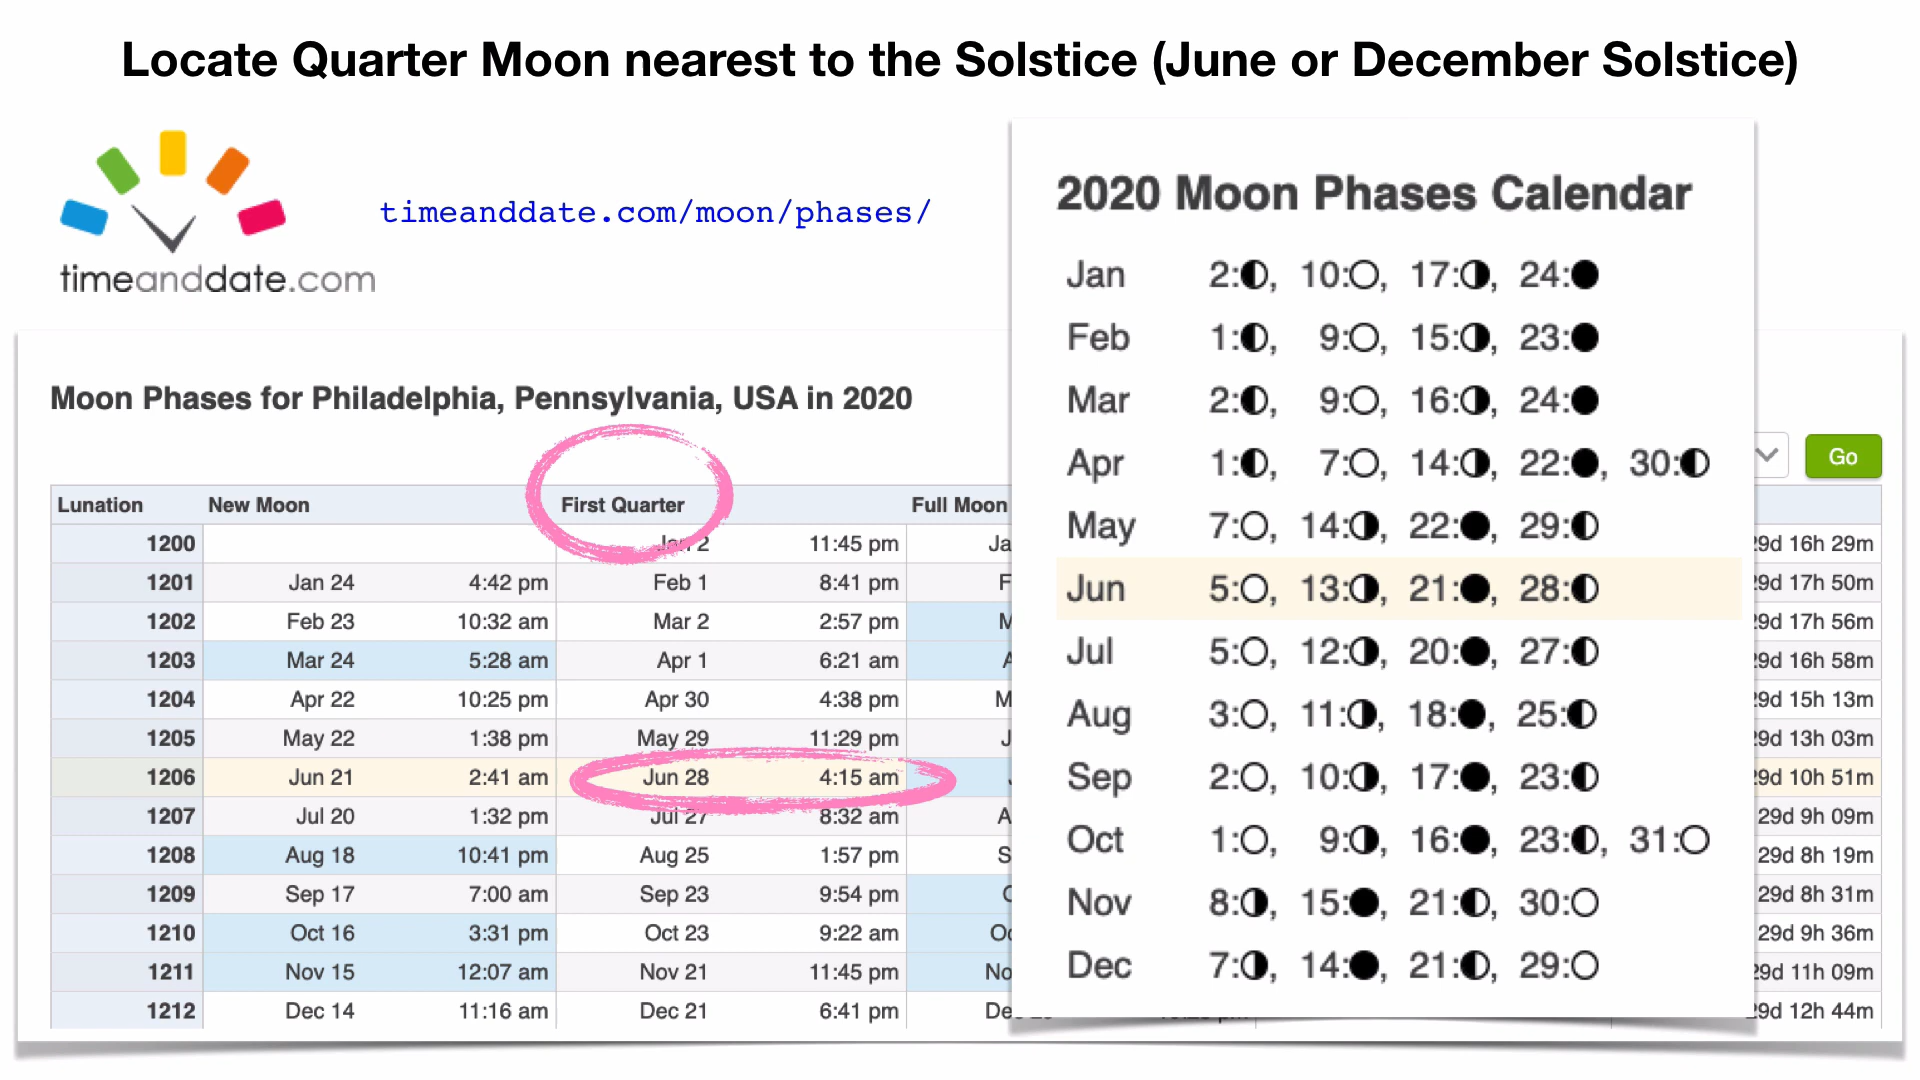 Locate Quarter Moon nearest to the Solstice (June or December Solstice)
timeanddate.com
timeanddate.com/moon/phases/
Moon Phases for Philadelphia, Pennsylvania, USA in 2020
Go
Lunation New Moon First Quarter Full Moon
1200 Jan 2 11:45 pm Ja 29d 16h 29m
1201 Jan 24 4:42 pm Feb 1 8:41 pm F 29d 17h 50m
1202 Feb 23 10:32 am Mar 2 2:57 pm M 29d 17h 56m
1203 Mar 24 5:28 am Apr 1 6:21 am A 29d 16h 58m
1204 Apr 22 10:25 pm Apr 30 4:38 pm M 29d 15h 13m
1205 May 22 1:38 pm May 29 11:29 pm J 29d 13h 03m
1206 Jun 21 2:41 am Jun 28 4:15 am J 29d 10h 51m
1207 Jul 20 1:32 pm Jul 27 8:32 am A 29d 9h 09m
1208 Aug 18 10:41 pm Aug 25 1:57 pm S 29d 8h 19m
1209 Sep 17 7:00 am Sep 23 9:54 pm O 29d 8h 31m
1210 Oct 16 3:31 pm Oct 23 9:22 am Oc 29d 9h 36m
1211 Nov 15 12:07 am Nov 21 11:45 pm No 29d 11h 09m
1212 Dec 14 11:16 am Dec 21 6:41 pm De 29d 12h 44m
2020 Moon Phases Calendar
Jan 2:◐, 10:○, 17:◑, 24:●
Feb 1:◐, 9:○, 15:◑, 23:●
Mar 2:◐, 9:○, 16:◑, 24:●
Apr 1:◐, 7:○, 14:◑, 22:●, 30:◐
May 7:○, 14:◑, 22:●, 29:◐
Jun 5:○, 13:◑, 21:●, 28:◐
Jul 5:○, 12:◑, 20:●, 27:◐
Aug 3:○, 11:◑, 18:●, 25:◐
Sep 2:○, 10:◑, 17:●, 23:◐
Oct 1:○, 9:◑, 16:●, 23:◐, 31:○
Nov 8:◑, 15:●, 21:◐, 30:○
Dec 7:◑, 14:●, 21:◐, 29:○